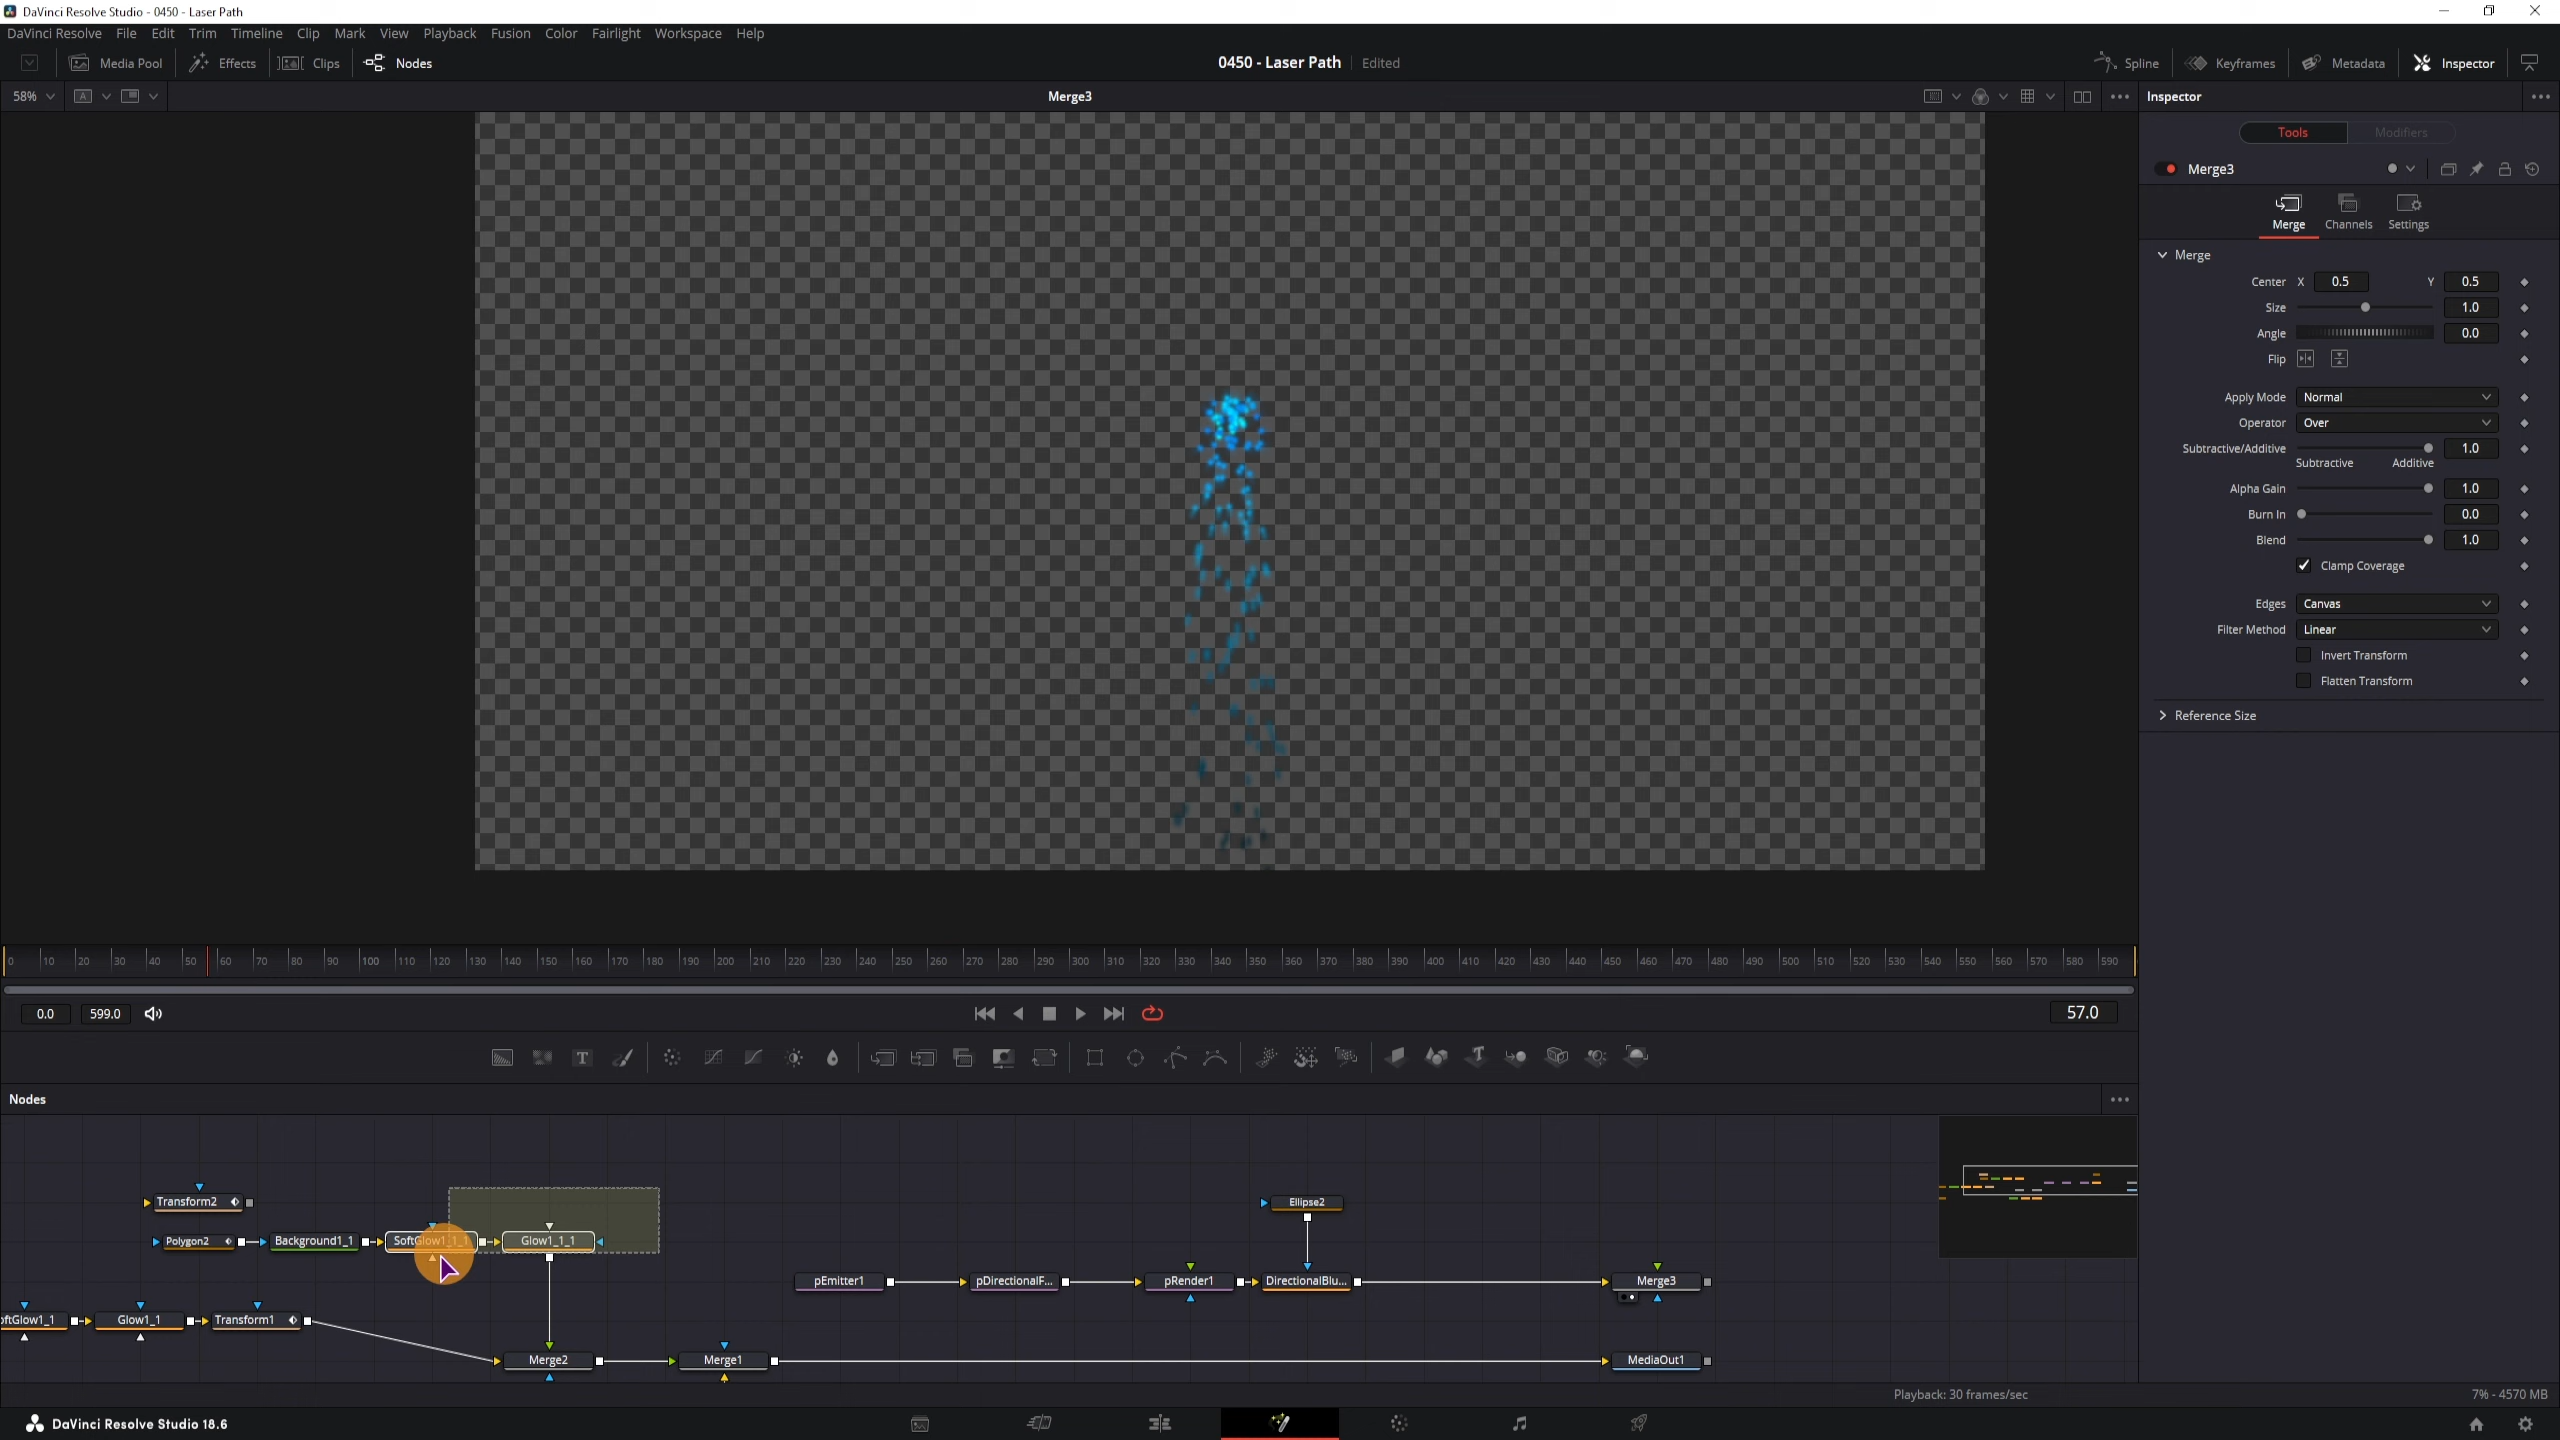 DaVinci Resolve Studio - 0450 - Laser Path
DaVinci Resolve File Edit Trim Timeline Clip Mark View Playback Fusion Color Fairlight Workspace Help
Media Pool Effects Clips Nodes 0450 - Laser Path Edited Spline Keyframes Metadata Inspector
58% A Merge3 Inspector
Tools Modifiers
Merge3
Merge Channels Settings
Merge
Center X 0.5 Y 0.5
Size 1.0
Angle 0.0
Flip
Apply Mode Normal
Operator Over
Subtractive/Additive 1.0
Subtractive Additive
Alpha Gain 1.0
Burn In 0.0
Blend 1.0
Clamp Coverage
Edges Canvas
Filter Method Linear
Invert Transform
Flatten Transform
Reference Size
0 10 20 30 40 50 60 70 80 90 100 110 120 130 140 150 160 170 180 190 200 210 220 230 240 250 260 270 280 290 300 310 320 330 340 350 360 370 380 390 400 410 420 430 440 450 460 470 480 490 500 510 520 530 540 550 560 570 580 590
0.0 599.0 57.0
T
Nodes
Transform2 Ellipse2
Polygon2 Background1_1 SoftGlow1_1_1 Glow1_1_1
pEmitter1 pDirectionalF... pRender1 DirectionalBlu... Merge3
oftGlow1_1 Glow1_1 Transform1
Merge2 Merge1 MediaOut1
Playback: 30 frames/sec 7% - 4570 MB
DaVinci Resolve Studio 18.6